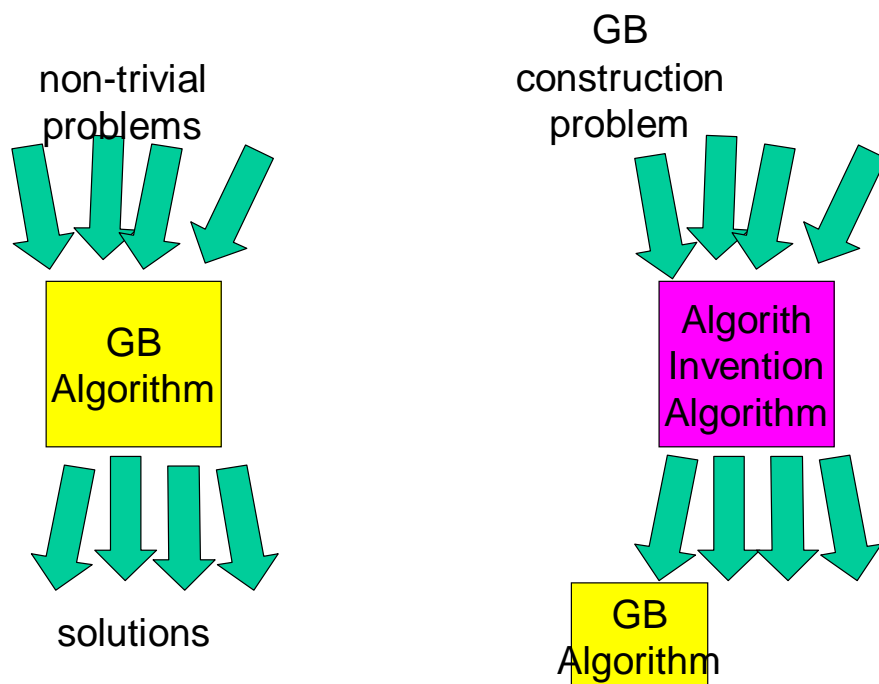 non-trivial
problems
GB
Algorithm
solutions
GB
construction
problem
Algorith
Invention
Algorithm
GB
Algorithm